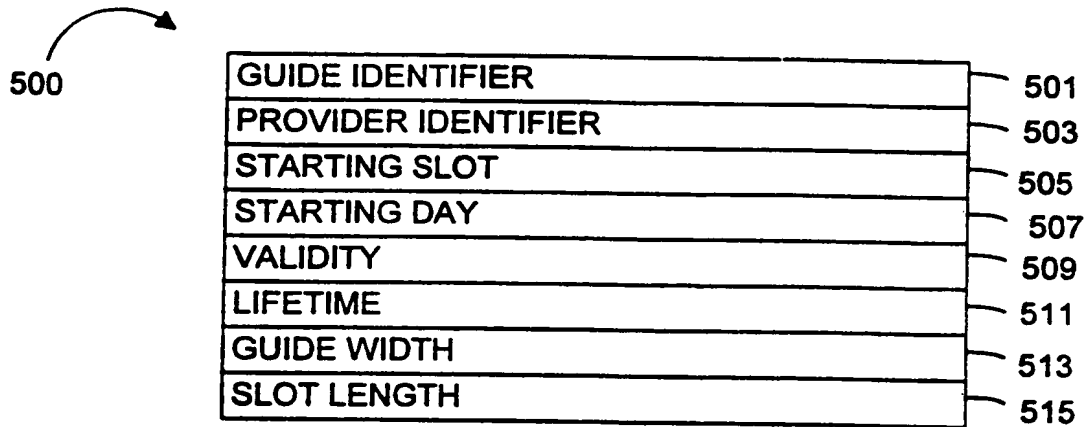 500
GUIDE IDENTIFIER 501
PROVIDER IDENTIFIER 503
STARTING SLOT 505
STARTING DAY 507
VALIDITY 509
LIFETIME 511
GUIDE WIDTH 513
SLOT LENGTH 515